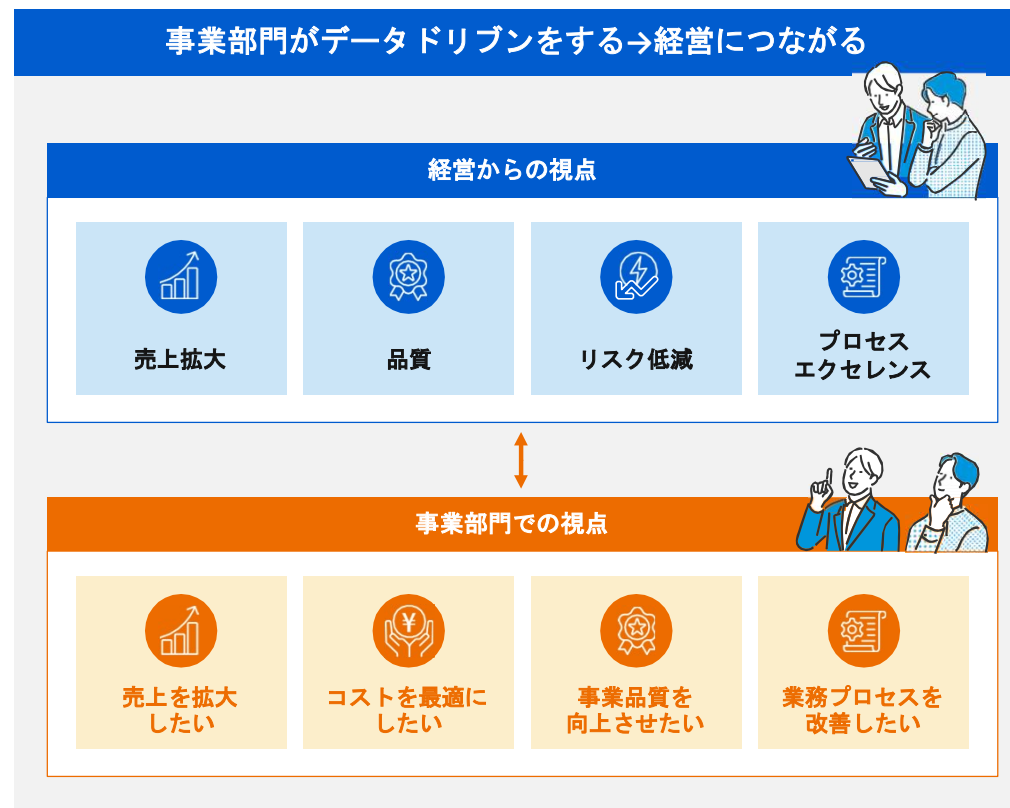 事業部門がデータドリブンをする→経営につながる
経営からの視点
売上拡大
品質
リスク低減
プロセス
エクセレンス
事業部門での視点
売上を拡大
したい
¥
コストを最適に
したい
事業品質を
向上させたい
業務プロセスを
改善したい